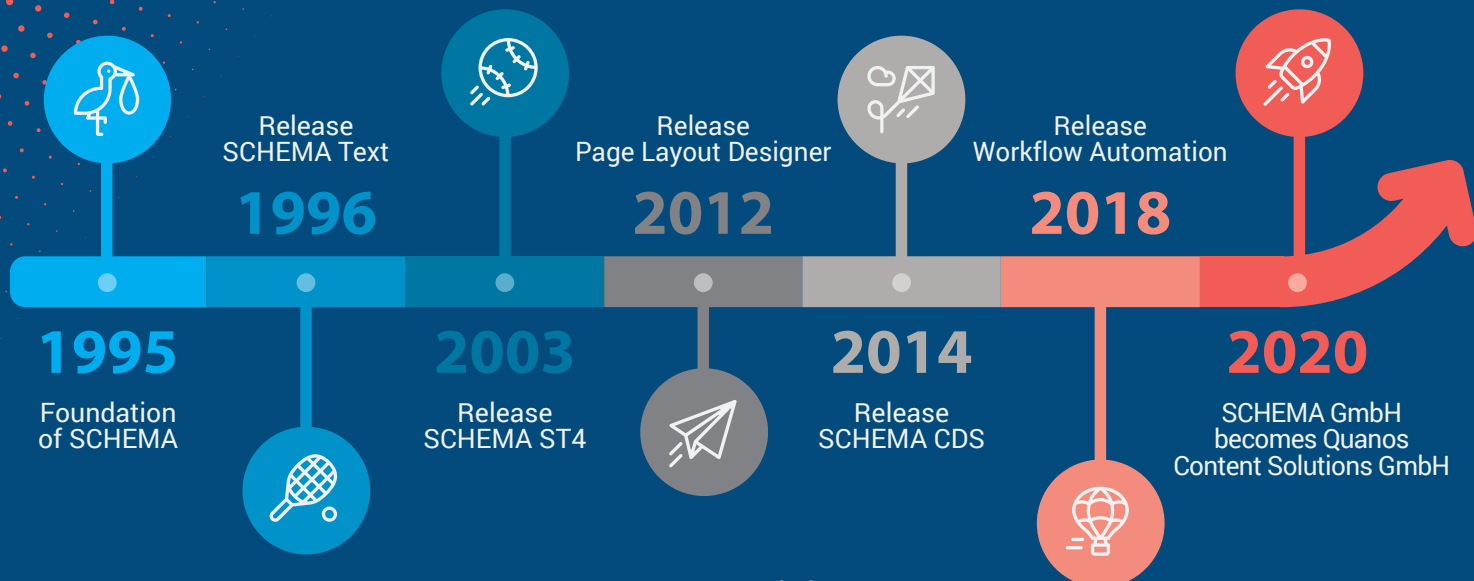 1995
Foundation
of SCHEMA
Release
SCHEMA Text
1996
2003
Release
SCHEMA ST4
Release
Page Layout Designer
2012
2014
Release
SCHEMA CDS
Release
Workflow Automation
2018
2020
SCHEMA GmbH
becomes Quanos
Content Solutions GmbH